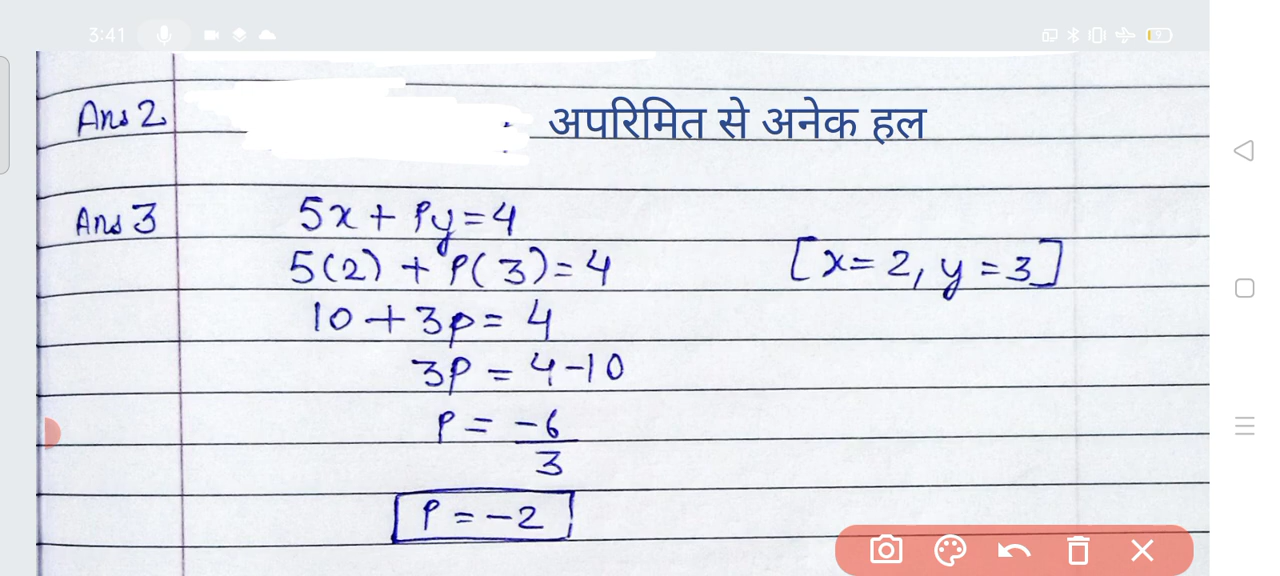 3:41
Ans 2 अपरिमित से अनेक हल
Ans 3 5x + Py = 4
5(2) + P(3) = 4 [x = 2, y = 3]
10 + 3p = 4
3P = 4-10
P = -6/3
P = -2